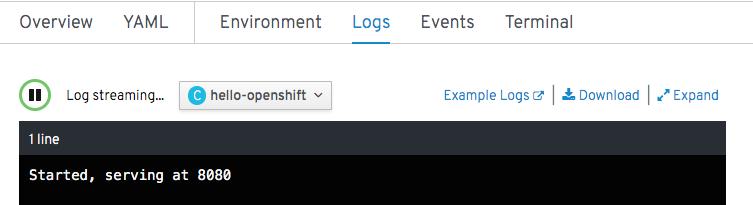 Overview YAML Environment Logs Events Terminal
Log streaming... C hello-openshift Example Logs Download Expand
1 line
Started, serving at 8080